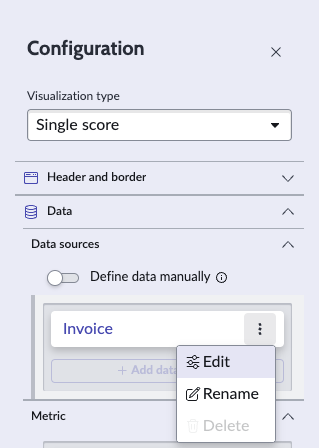 Configuration
Visualization type
Single score
Header and border
Data
Data sources
Define data manually
Invoice
+ Add data
Edit
Rename
Delete
Metric